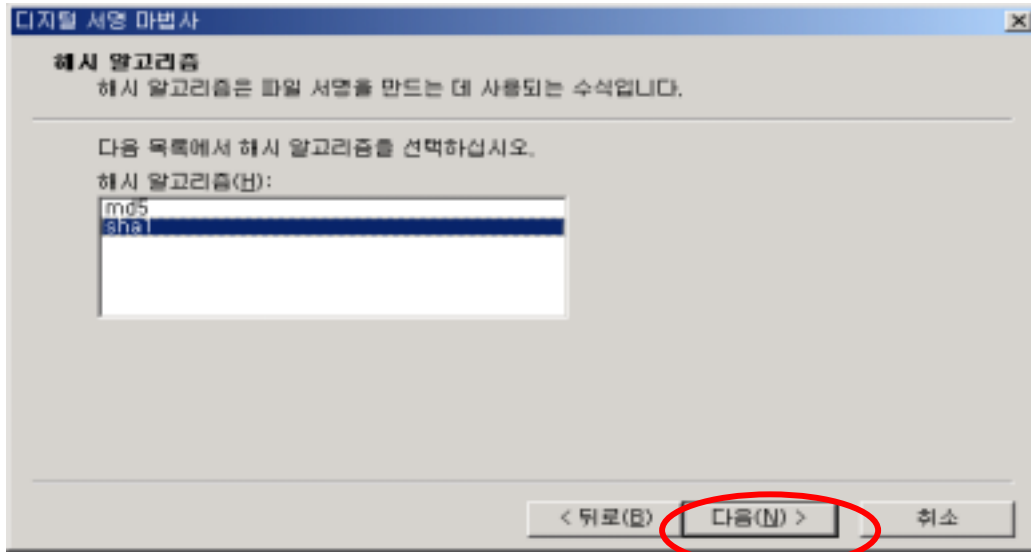 디지털 서명 마법사
해시 알고리즘
해시 알고리즘은 파일 서명을 만드는 데 사용되는 수식입니다.
다음 목록에서 해시 알고리즘을 선택하십시오.
해시 알고리즘(H):
md5
sha1
< 뒤로(B)
다음(N) >
취소